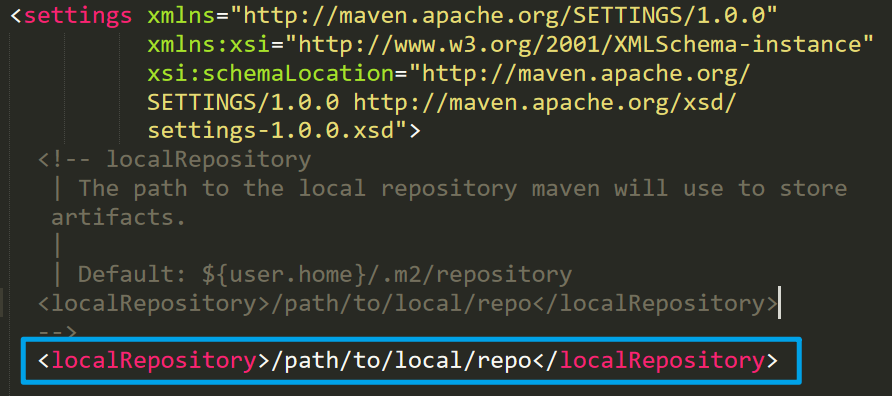 <settings xmlns="http://maven.apache.org/SETTINGS/1.0.0"
xmlns:xsi="http://www.w3.org/2001/XMLSchema-instance"
xsi:schemaLocation="http://maven.apache.org/
SETTINGS/1.0.0 http://maven.apache.org/xsd/
settings-1.0.0.xsd">
<!-- localRepository
| The path to the local repository maven will use to store
artifacts.
|
| Default: ${user.home}/.m2/repository
<localRepository>/path/to/local/repo</localRepository>
-->
<localRepository>/path/to/local/repo</localRepository>